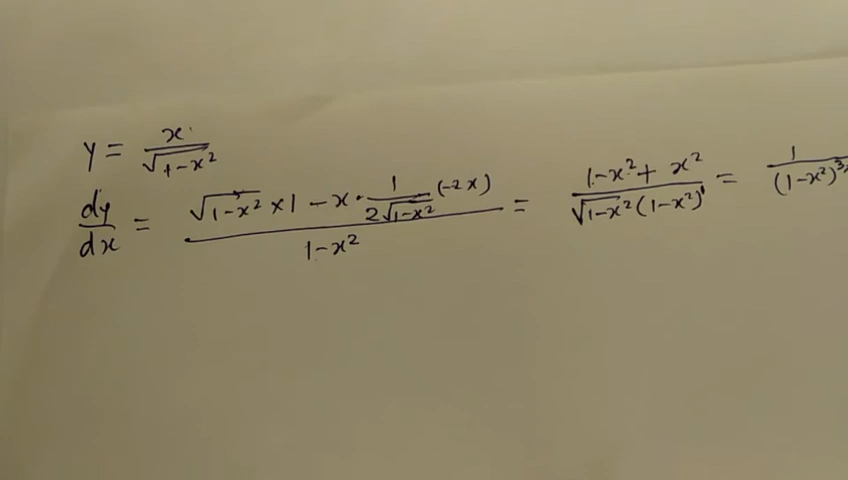 y = x/√(1-x²)
dy/dx = (√(1-x²) × 1 - x · 1/(2√(1-x²)) (-2x))/(1-x²) = (1-x² + x²)/(√(1-x²) (1-x²)¹) = 1/(1-x²)^3/2